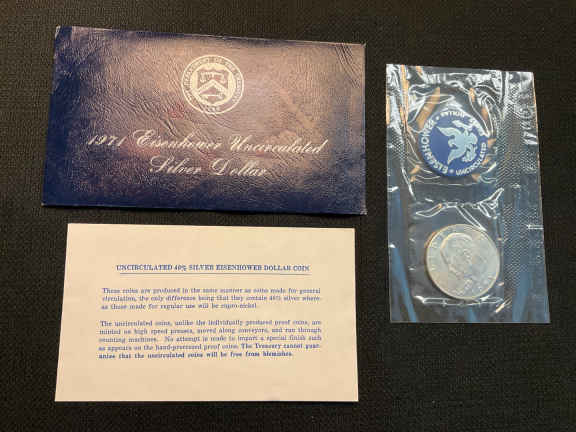 1971 Eisenhower Uncirculated
Silver Dollar
EISENHOWER
UNCIRCULATED
UNCIRCULATED 40% SILVER EISENHOWER DOLLAR COIN
These coins are produced in the same manner as coins made for general
circulation, the only difference being that they contain 40% silver where-
as those made for regular use will be cupro-nickel.
The uncirculated coins, unlike the individually produced proof coins, are
minted on high speed presses, moved along conveyors, and run through
counting machines. No attempt is made to impart a special finish such
as appears on the hand-processed proof coins. The Treasury cannot guar-
antee that the uncirculated coins will be free from blemishes.